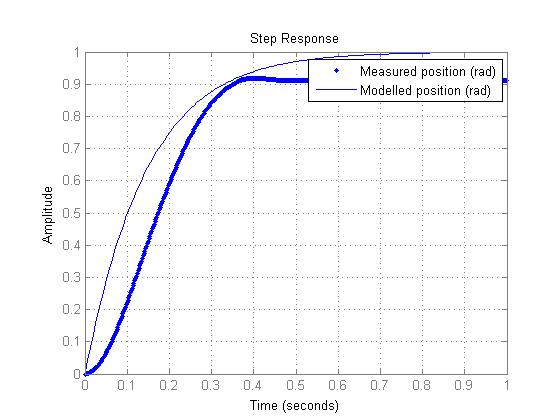 Step Response
1
0.9
0.8
0.7
0.6
0.5
0.4
0.3
0.2
0.1
0
Amplitude
Measured position (rad)
Modelled position (rad)
0 0.1 0.2 0.3 0.4 0.5 0.6 0.7 0.8 0.9 1
Time (seconds)